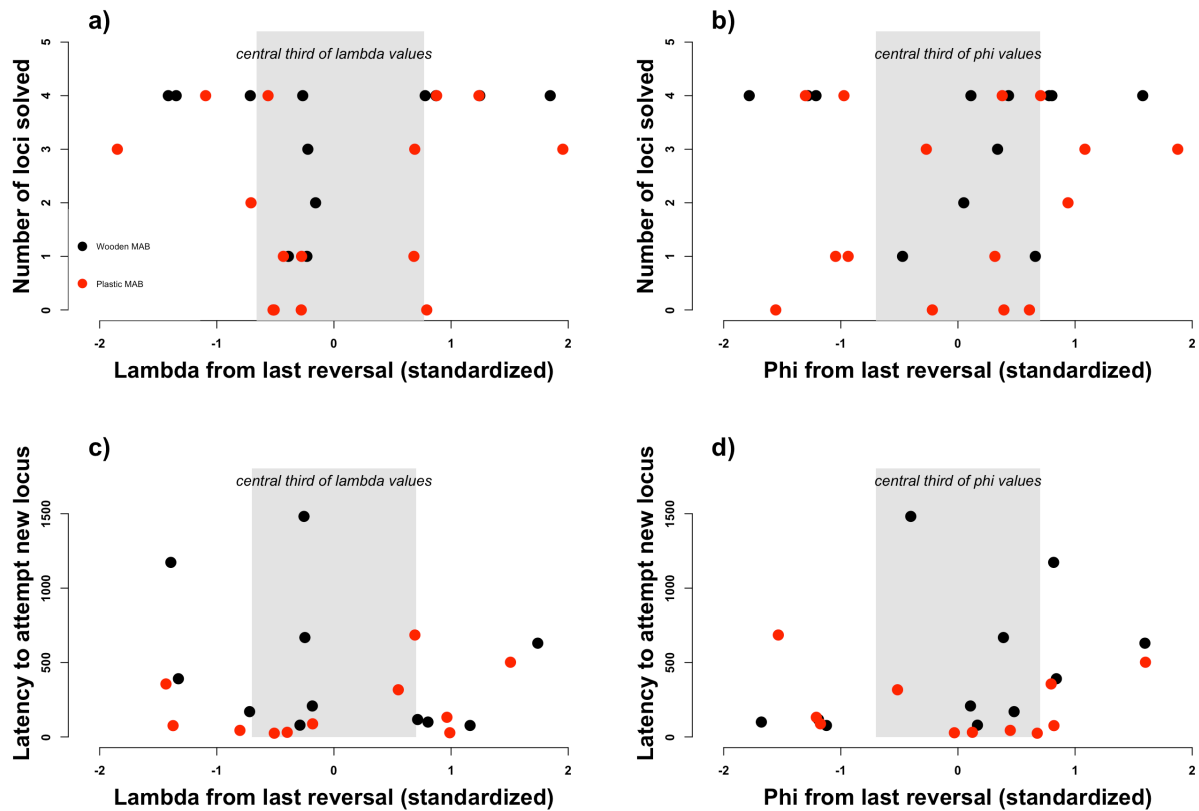 a)
central third of lambda values
Number of loci solved
5
4
3
2
1
0
Wooden MAB
Plastic MAB
-2
-1
0
1
2
Lambda from last reversal (standardized)
b)
central third of phi values
Number of loci solved
5
4
3
2
1
0
-2
-1
0
1
2
Phi from last reversal (standardized)
c)
central third of lambda values
Latency to attempt new locus
1500
1000
500
0
-2
-1
0
1
2
Lambda from last reversal (standardized)
d)
central third of phi values
Latency to attempt new locus
1500
1000
500
0
-2
-1
0
1
2
Phi from last reversal (standardized)